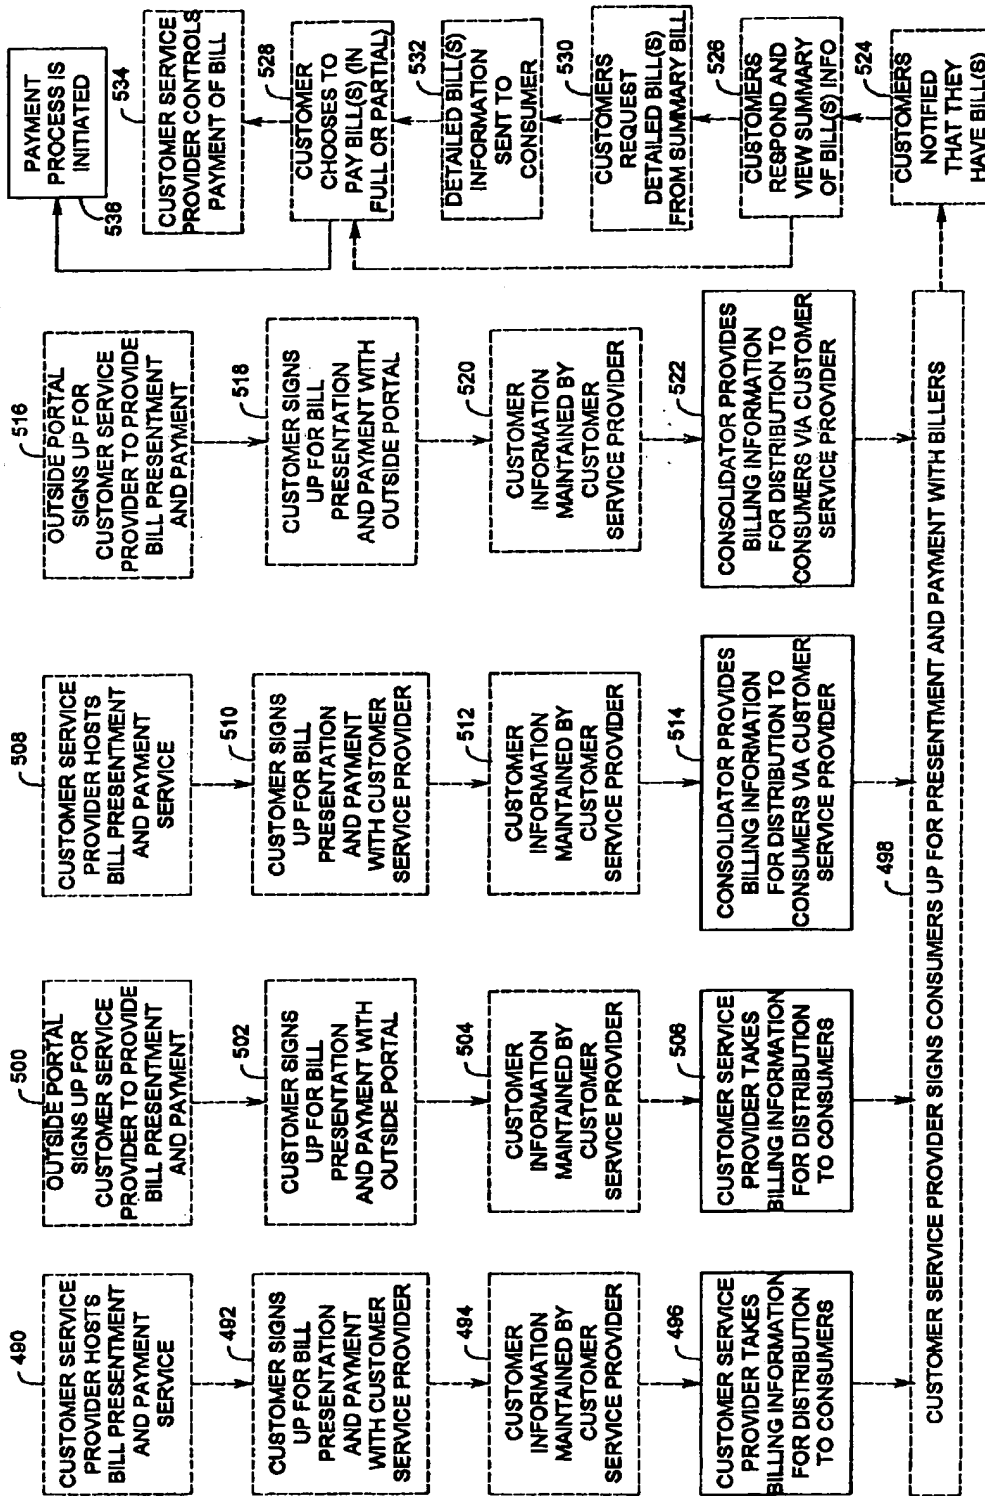 490
CUSTOMER SERVICE
PROVIDER HOSTS
BILL PRESENTMENT
AND PAYMENT
SERVICE
492
CUSTOMER SIGNS
UP FOR BILL
PRESENTATION
AND PAYMENT
WITH CUSTOMER
SERVICE PROVIDER
494
CUSTOMER
INFORMATION
MAINTAINED BY
CUSTOMER
SERVICE PROVIDER
496
CUSTOMER SERVICE
PROVIDER TAKES
BILLING INFORMATION
FOR DISTRIBUTION
TO CONSUMERS
500
OUTSIDE PORTAL
SIGNS UP FOR
CUSTOMER SERVICE
PROVIDER TO PROVIDE
BILL PRESENTMENT
AND PAYMENT
502
CUSTOMER SIGNS
UP FOR BILL
PRESENTATION
AND PAYMENT WITH
OUTSIDE PORTAL
504
CUSTOMER
INFORMATION
MAINTAINED BY
CUSTOMER
SERVICE PROVIDER
506
CUSTOMER SERVICE
PROVIDER TAKES
BILLING INFORMATION
FOR DISTRIBUTION
TO CONSUMERS
508
CUSTOMER SERVICE
PROVIDER HOSTS
BILL PRESENTMENT
AND PAYMENT
SERVICE
510
CUSTOMER SIGNS
UP FOR BILL
PRESENTATION
AND PAYMENT
WITH CUSTOMER
SERVICE PROVIDER
512
CUSTOMER
INFORMATION
MAINTAINED BY
CUSTOMER
SERVICE PROVIDER
514
CONSOLIDATOR PROVIDES
BILLING INFORMATION
FOR DISTRIBUTION TO
CONSUMERS VIA CUSTOMER
SERVICE PROVIDER
516
OUTSIDE PORTAL
SIGNS UP FOR
CUSTOMER SERVICE
PROVIDER TO PROVIDE
BILL PRESENTMENT
AND PAYMENT
518
CUSTOMER SIGNS
UP FOR BILL
PRESENTATION
AND PAYMENT WITH
OUTSIDE PORTAL
520
CUSTOMER
INFORMATION
MAINTAINED BY
CUSTOMER
SERVICE PROVIDER
522
CONSOLIDATOR PROVIDES
BILLING INFORMATION
FOR DISTRIBUTION TO
CONSUMERS VIA CUSTOMER
SERVICE PROVIDER
498
CUSTOMER SERVICE PROVIDER SIGNS CONSUMERS UP FOR PRESENTMENT AND PAYMENT WITH BILLERS
PAYMENT
PROCESS IS
INITIATED
536
534
CUSTOMER SERVICE
PROVIDER CONTROLS
PAYMENT OF BILL
528
CUSTOMER
CHOOSES TO
PAY BILL(S) (IN
FULL OR PARTIAL)
532
DETAILED BILL(S)
INFORMATION
SENT TO
CONSUMER
530
CUSTOMERS
REQUEST
DETAILED BILL(S)
FROM SUMMARY BILL
526
CUSTOMERS
RESPOND AND
VIEW SUMMARY
OF BILL(S) INFO
524
CUSTOMERS
NOTIFIED
THAT THEY
HAVE BILL(S)